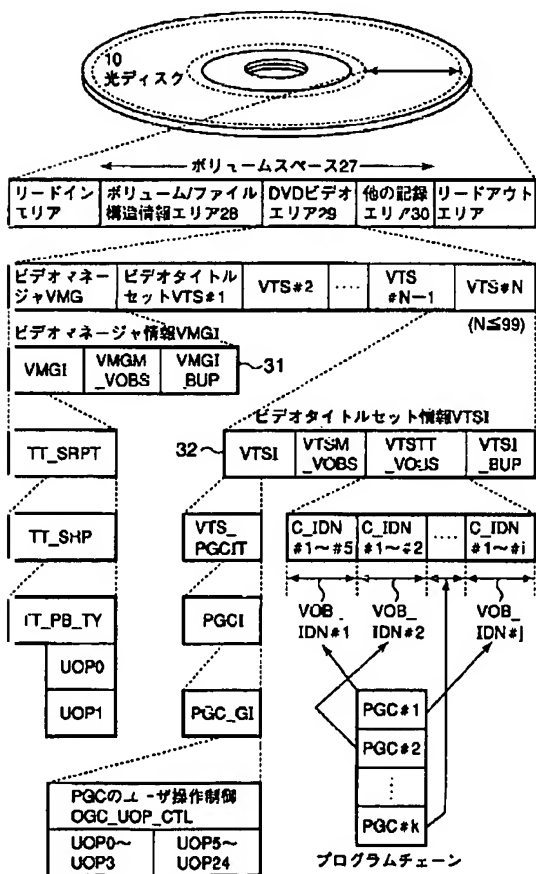 10
光ディスク
ボリュームスペース27
リードイン
エリア
ボリューム/ファイル
構造情報エリア28
DVDビデオ
エリア29
他の記録
エリア30
リードアウト
エリア
ビデオマネー
ジャVMG
ビデオタイトル
セットVTS#1
VTS#2
‥‥
VTS
#N-1
VTS#N
(N≦99)
ビデオマネージャ情報VMGI
VMGI
VMGM
_VOBS
VMGI
_BUP
31
ビデオタイトルセット情報VTSI
32
VTSI
VTSM
_VOBS
VTSTT
_VOBS
VTSI
_BUP
TT_SRPT
TT_SRP
TT_PB_TY
UOP0
UOP1
VTS_
PGCIT
PGCI
PGC_GI
C_IDN
#1~#5
C_IDN
#1~#2
‥‥
C_IDN
#1~#i
VOB_
IDN#1
VOB_
IDN#2
VOB_
IDN#j
PGC#1
PGC#2
PGC#k
プログラムチェーン
PGCのユーザ操作制御
OGC_UOP_CTL
UOP0~
UOP3
UOP5~
UOP24